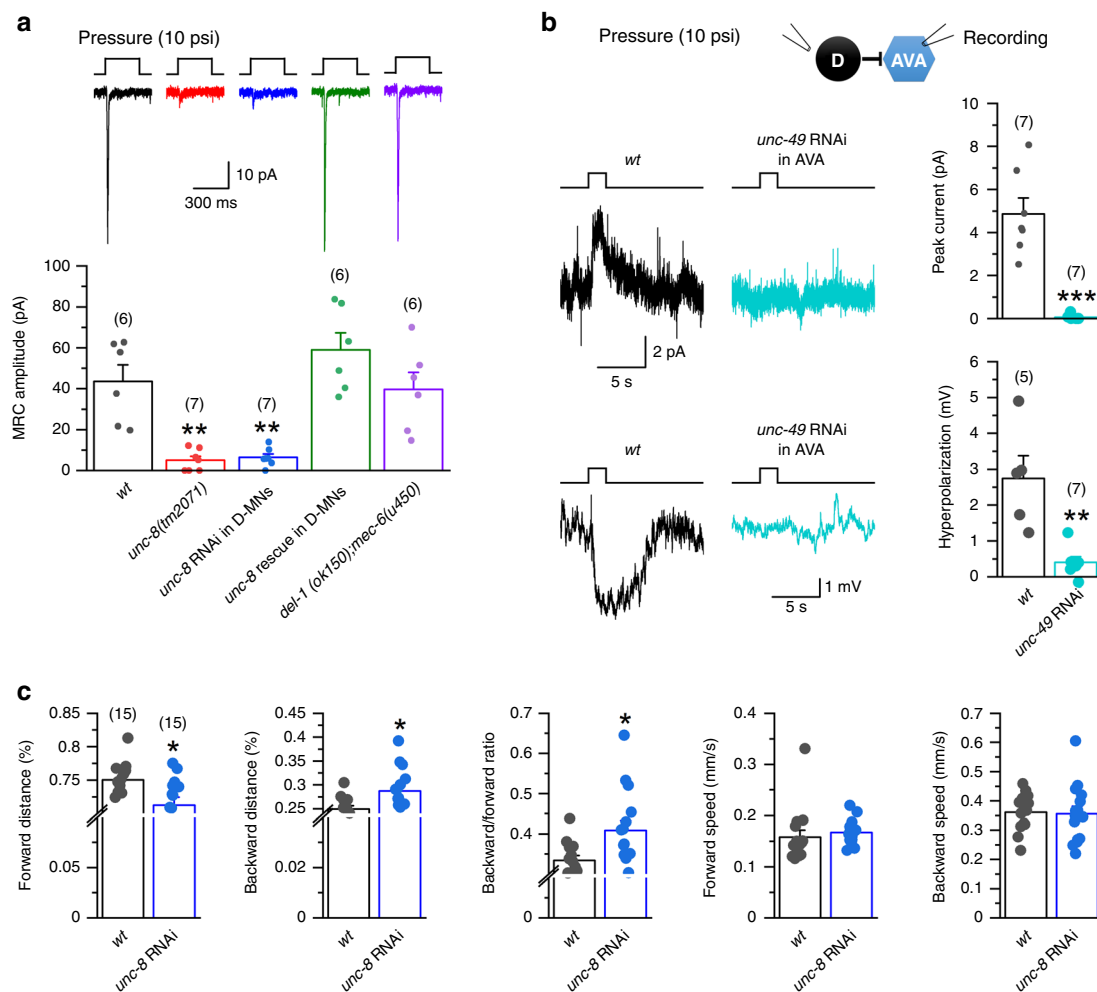 a
Pressure (10 psi)
10 pA
300 ms
MRC amplitude (pA)
100
80
60
40
20
0
(6)
(7)
**
(7)
**
(6)
(6)
wt
unc-8(tm2071)
unc-8 RNAi in D-MNs
unc-8 rescue in D-MNs
del-1 (ok150);mec-6(u450)
b
Pressure (10 psi)
D
AVA
Recording
wt
unc-49 RNAi
in AVA
2 pA
5 s
Peak current (pA)
10
8
6
4
2
0
(7)
(7)
***
wt
unc-49 RNAi
in AVA
1 mV
5 s
Hyperpolarization (mV)
6
5
4
3
2
1
0
(5)
(7)
**
wt
unc-49 RNAi
c
Forward distance (%)
0.85
0.8
0.75
0.05
0
(15)
(15)
*
wt
unc-8 RNAi
Backward distance (%)
0.45
0.4
0.35
0.3
0.25
0.02
0
*
wt
unc-8 RNAi
Backward/forward ratio
0.7
0.6
0.4
0
*
wt
unc-8 RNAi
Forward speed (mm/s)
0.4
0.3
0.2
0.1
0
wt
unc-8 RNAi
Backward speed (mm/s)
0.7
0.6
0.5
0.4
0.3
0.2
0.1
0
wt
unc-8 RNAi